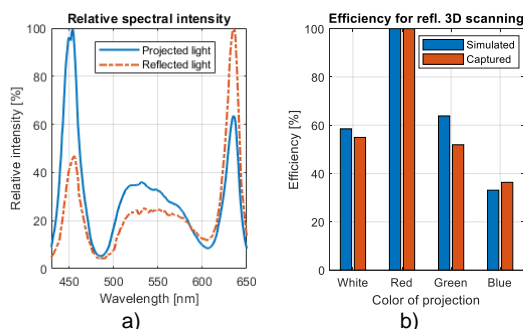 Relative spectral intensity
100
80
60
40
20
0
Relative intensity [%]
Projected light
Reflected light
450 500 550 600 650
Wavelength [nm]
a)
Efficiency for refl. 3D scanning
100
80
60
40
20
0
Efficiency [%]
Simulated
Captured
White Red Green Blue
Color of projection
b)